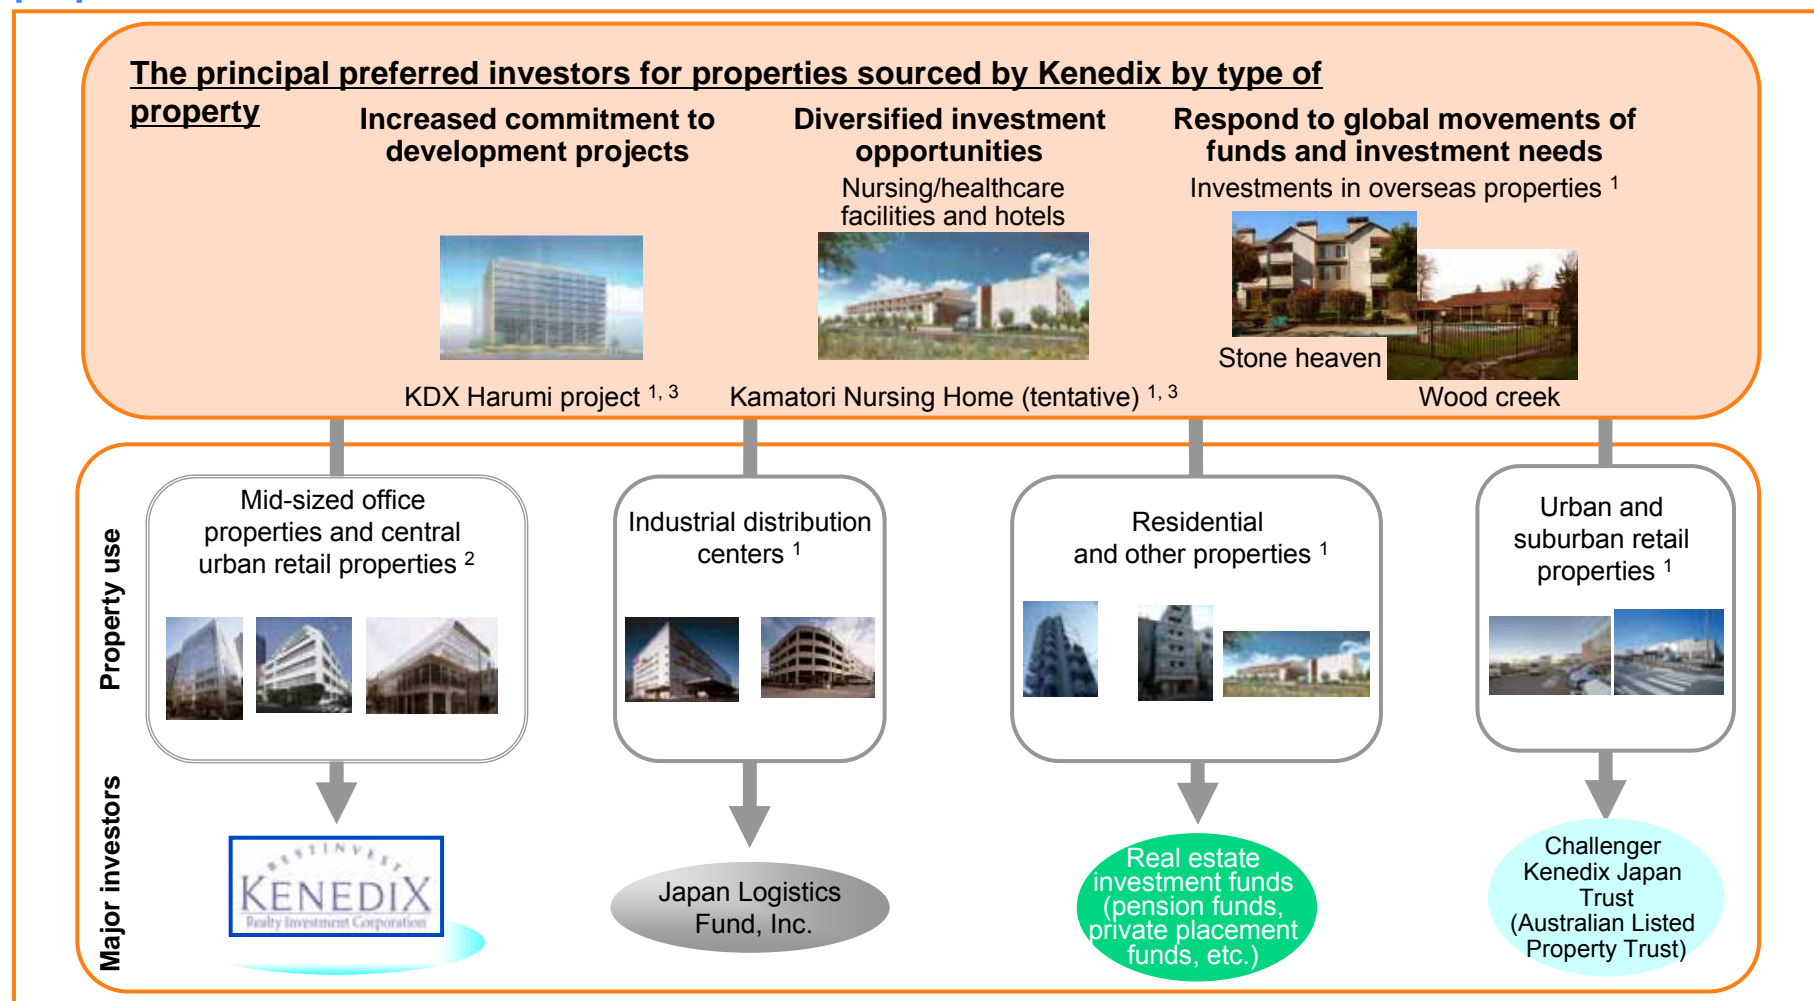 The principal preferred investors for properties sourced by Kenedix by type of
property
Increased commitment to
development projects
Diversified investment
opportunities
Nursing/healthcare
facilities and hotels
Respond to global movements of
funds and investment needs
Investments in overseas properties 1
Stone heaven
KDX Harumi project 1, 3
Kamatori Nursing Home (tentative) 1, 3
Wood creek
Property use
Mid-sized office
properties and central
urban retail properties 2
Industrial distribution
centers 1
Residential
and other properties 1
Urban and
suburban retail
properties 1
Major investors
BESTINVEST
KENEDIX
Realty Investment Corporation
Japan Logistics
Fund, Inc.
Real estate
investment funds
(pension funds,
private placement
funds, etc.)
Challenger
Kenedix Japan
Trust
(Australian Listed
Property Trust)